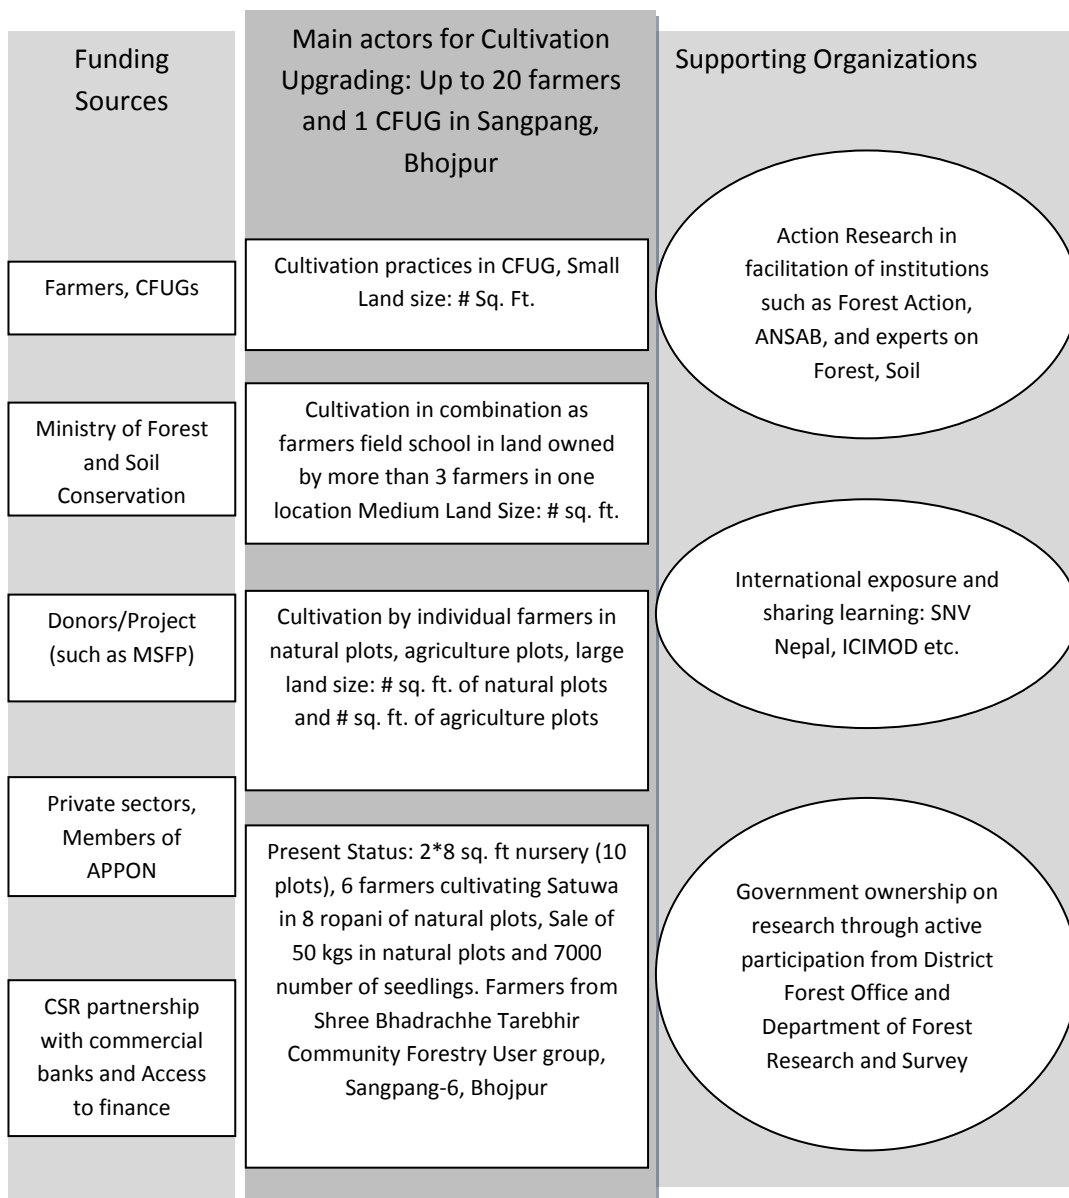 Funding
Sources
Farmers, CFUGs
Ministry of Forest
and Soil
Conservation
Donors/Project
(such as MSFP)
Private sectors,
Members of
APPON
CSR partnership
with commercial
banks and Access
to finance
Main actors for Cultivation
Upgrading: Up to 20 farmers
and 1 CFUG in Sangpang,
Bhojpur
Cultivation practices in CFUG, Small
Land size: # Sq. Ft.
Cultivation in combination as
farmers field school in land owned
by more than 3 farmers in one
location Medium Land Size: # sq. ft.
Cultivation by individual farmers in
natural plots, agriculture plots, large
land size: # sq. ft. of natural plots
and # sq. ft. of agriculture plots
Present Status: 2*8 sq. ft nursery (10
plots), 6 farmers cultivating Satuwa
in 8 ropani of natural plots, Sale of
50 kgs in natural plots and 7000
number of seedlings. Farmers from
Shree Bhadrachhe Tarebhir
Community Forestry User group,
Sangpang-6, Bhojpur
Supporting Organizations
Action Research in
facilitation of institutions
such as Forest Action,
ANSAB, and experts on
Forest, Soil
International exposure and
sharing learning: SNV
Nepal, ICIMOD etc.
Government ownership on
research through active
participation from District
Forest Office and
Department of Forest
Research and Survey